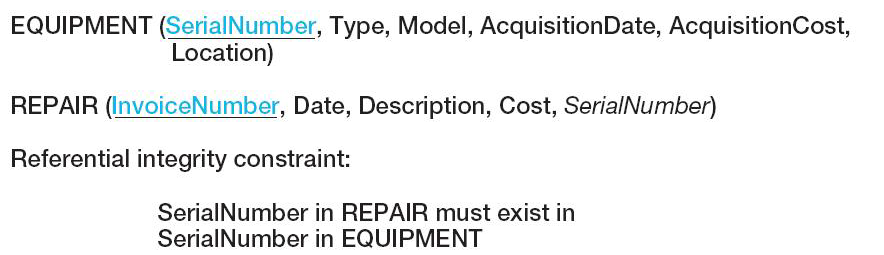 EQUIPMENT (SerialNumber, Type, Model, AcquisitionDate, AcquisitionCost,
Location)
REPAIR (InvoiceNumber, Date, Description, Cost, SerialNumber)
Referential integrity constraint:
SerialNumber in REPAIR must exist in
SerialNumber in EQUIPMENT